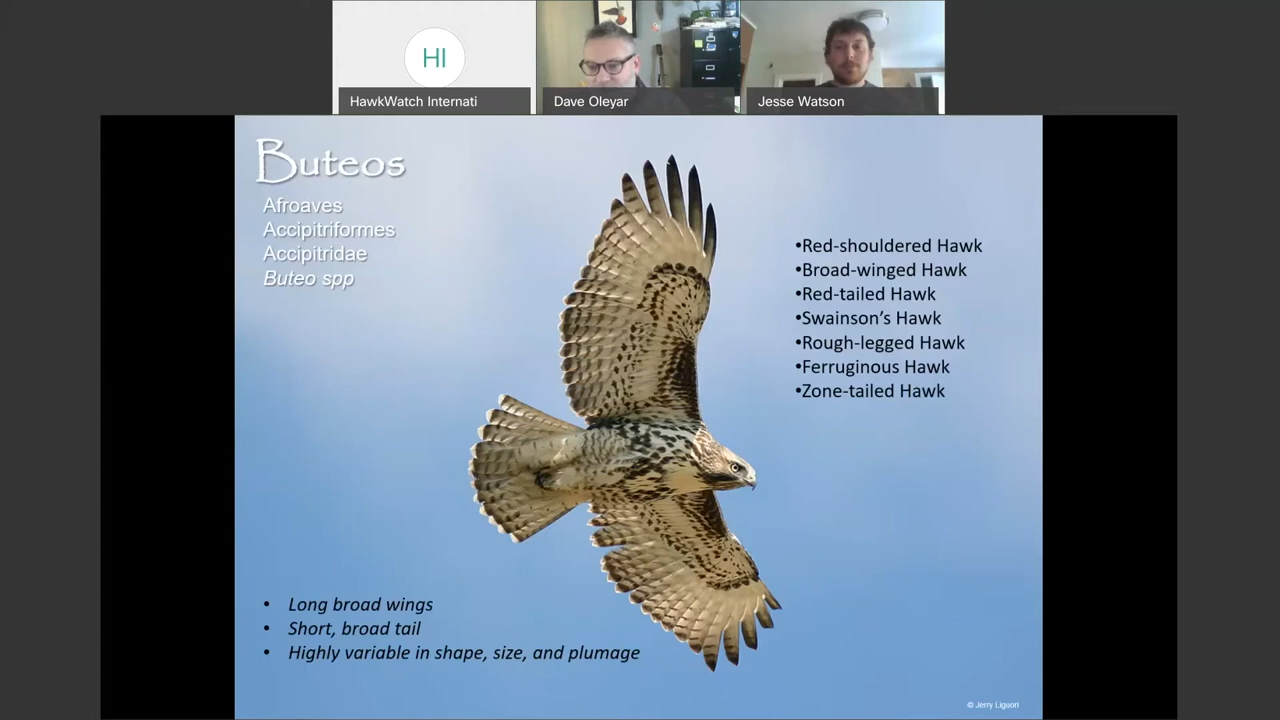 HI
HawkWatch Internati
Dave Oleyar
Jesse Watson
Buteos
Afroaves
Accipitriformes
Accipitridae
Buteo spp
•Red-shouldered Hawk
•Broad-winged Hawk
•Red-tailed Hawk
•Swainson’s Hawk
•Rough-legged Hawk
•Ferruginous Hawk
•Zone-tailed Hawk
• Long broad wings
• Short, broad tail
• Highly variable in shape, size, and plumage
© Jerry Liguori